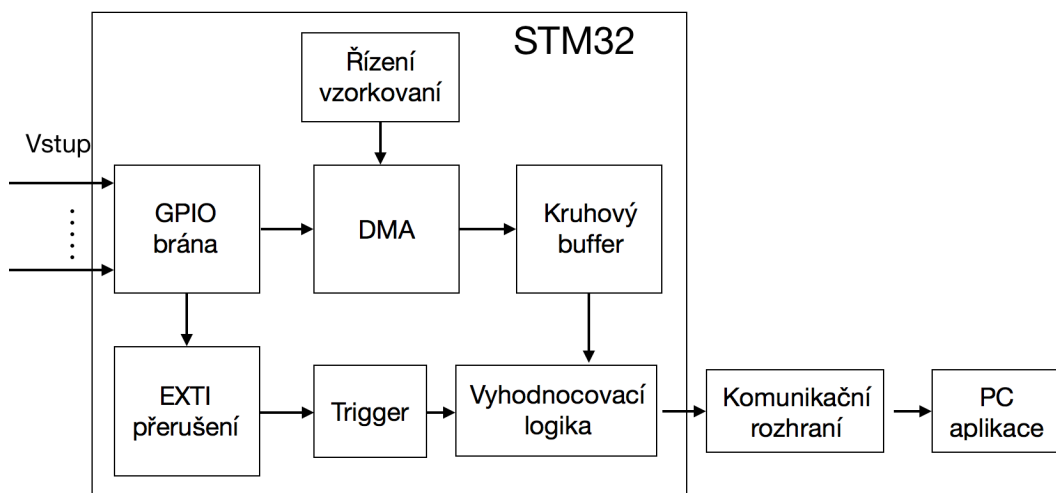 STM32
Řízení
vzorkovaní
Vstup
GPIO
brána
DMA
Kruhový
buffer
EXTI
přerušení
Trigger
Vyhodnocovací
logika
Komunikační
rozhraní
PC
aplikace